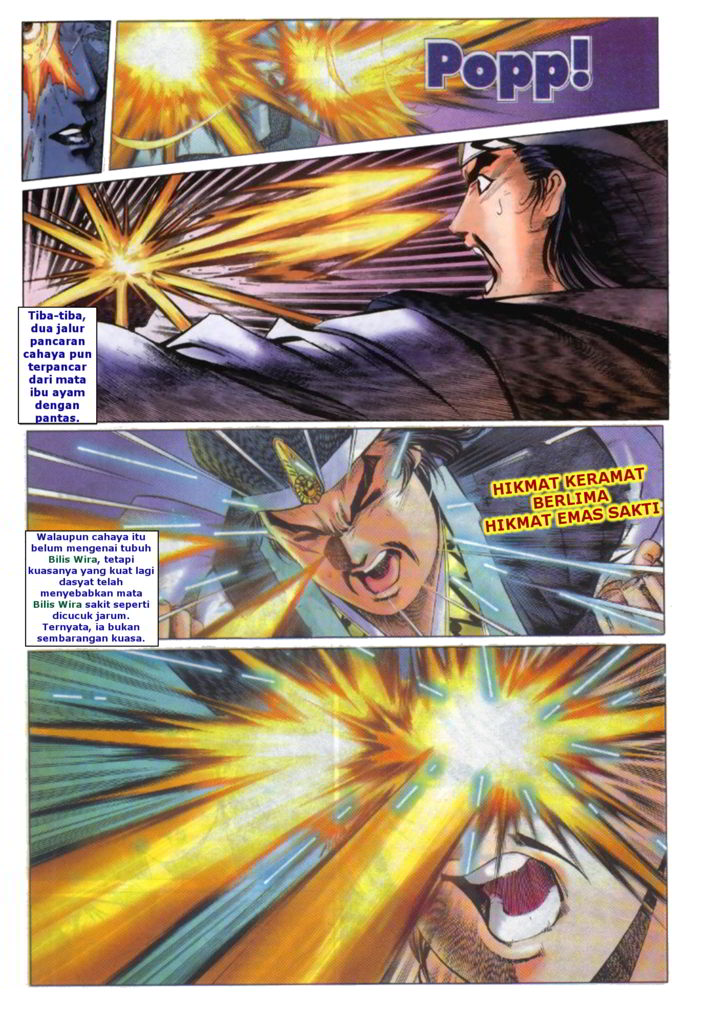 Popp!
Tiba-tiba,
dua jalur
pancaran
cahaya pun
terpancar
dari mata
ibu ayam
dengan
pantas.
HIKMAT KERAMAT
BERLIMA
HIKMAT EMAS SAKTI
Walaupun cahaya itu
belum mengenai tubuh
Bilis Wira, tetapi
kuasanya yang kuat lagi
dasyat telah
menyebabkan mata
Bilis Wira sakit seperti
dicucuk jarum.
Ternyata, ia bukan
sembarangan kuasa.